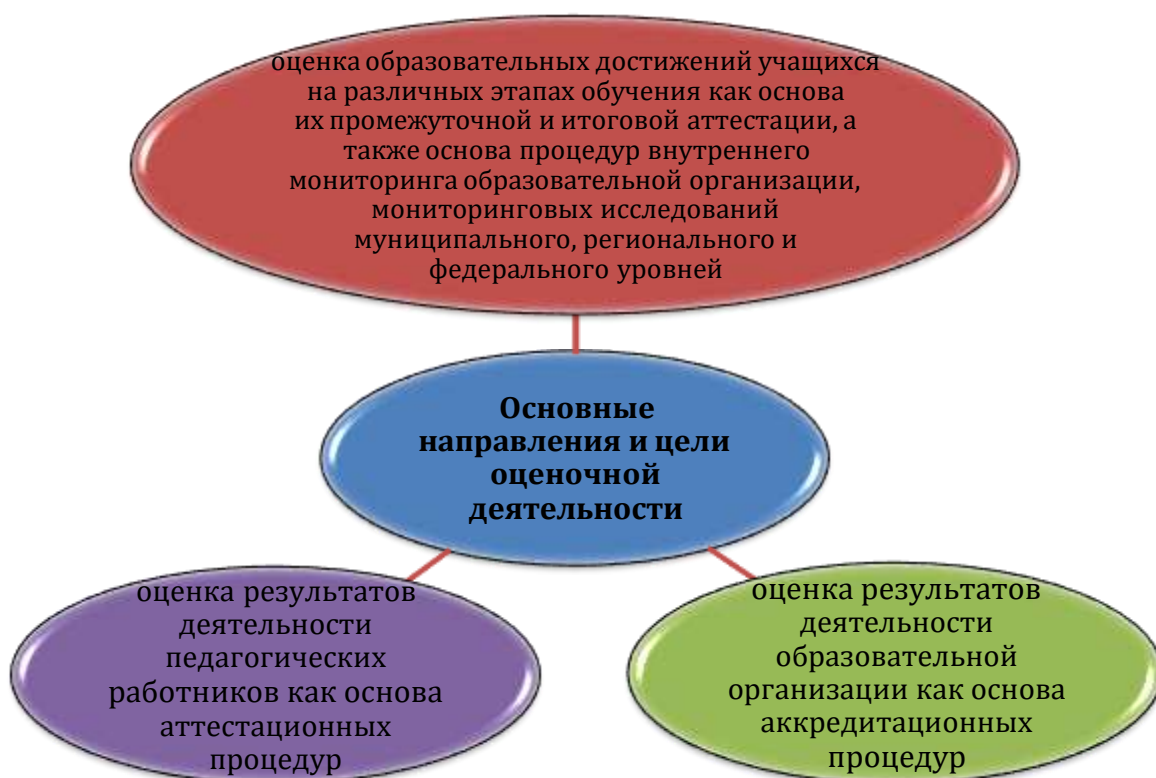 оценка образовательных достижений учащихся
на различных этапах обучения как основа
их промежуточной и итоговой аттестации, а
также основа процедур внутреннего
мониторинга образовательной организации,
мониторинговых исследований
муниципального, регионального и
федерального уровней
Основные
направления и цели
оценочной
деятельности
оценка результатов
деятельности
педагогических
работников как основа
аттестационных
процедур
оценка результатов
деятельности
образовательной
организации как основа
аккредитационных
процедур